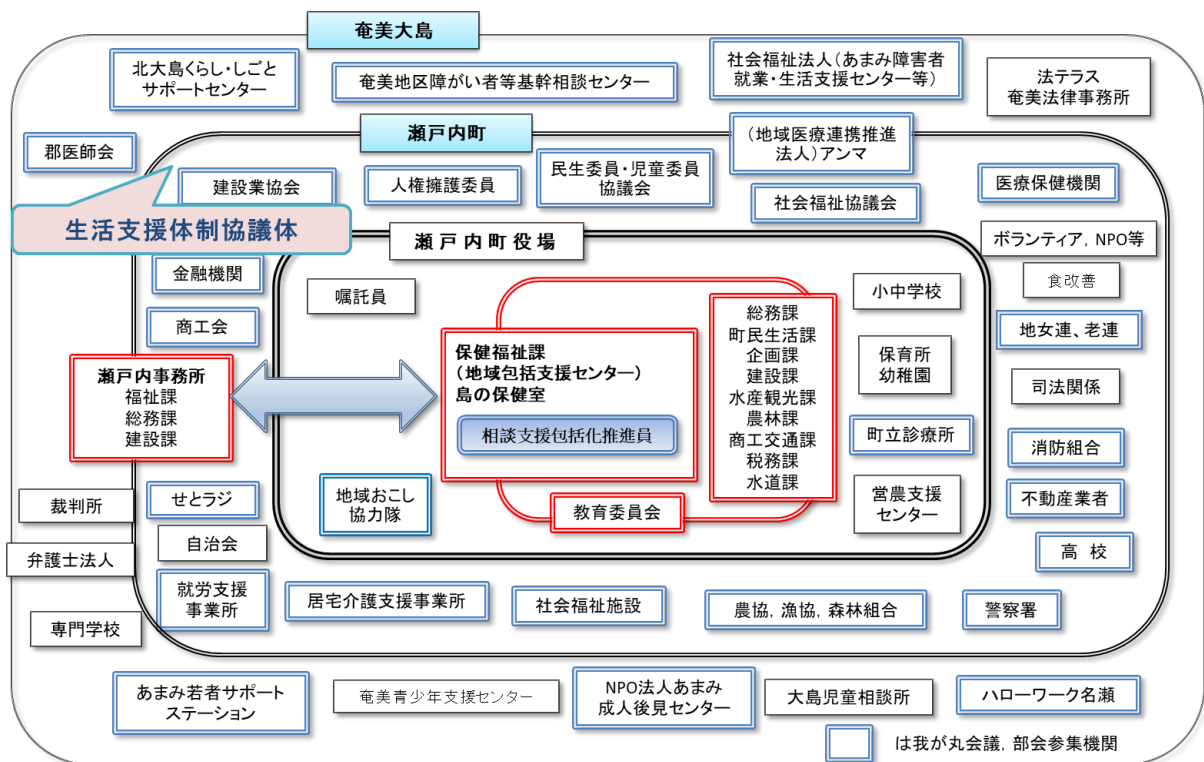 奄美大島
北大島くらし・しごと
サポートセンター
奄美地区障がい者等基幹相談センター
社会福祉法人（あまみ障害者
就業・生活支援センター等）
法テラス
奄美法律事務所
郡医師会
瀬戸内町
（地域医療連携推進
法人）アンマ
建設業協会
人権擁護委員
民生委員・児童委員
協議会
社会福祉協議会
医療保健機関
生活支援体制協議体
瀬戸内町役場
ボランティア，NPO等
金融機関
嘱託員
小中学校
食改善
商工会
地女連、老連
瀬戸内事務所
福祉課
総務課
建設課
保健福祉課
（地域包括支援センター）
島の保健室
相談支援包括化推進員
総務課
町民生活課
企画課
建設課
水産観光課
農林課
商工交通課
税務課
水道課
保育所
幼稚園
司法関係
町立診療所
消防組合
裁判所
せとラジ
地域おこし
協力隊
教育委員会
営農支援
センター
不動産業者
弁護士法人
自治会
高 校
就労支援
事業所
居宅介護支援事業所
社会福祉施設
農協，漁協，森林組合
警察署
専門学校
あまみ若者サポート
ステーション
奄美青少年支援センター
NPO法人あまみ
成人後見センター
大島児童相談所
ハローワーク名瀬
は我が丸会議，部会参集機関